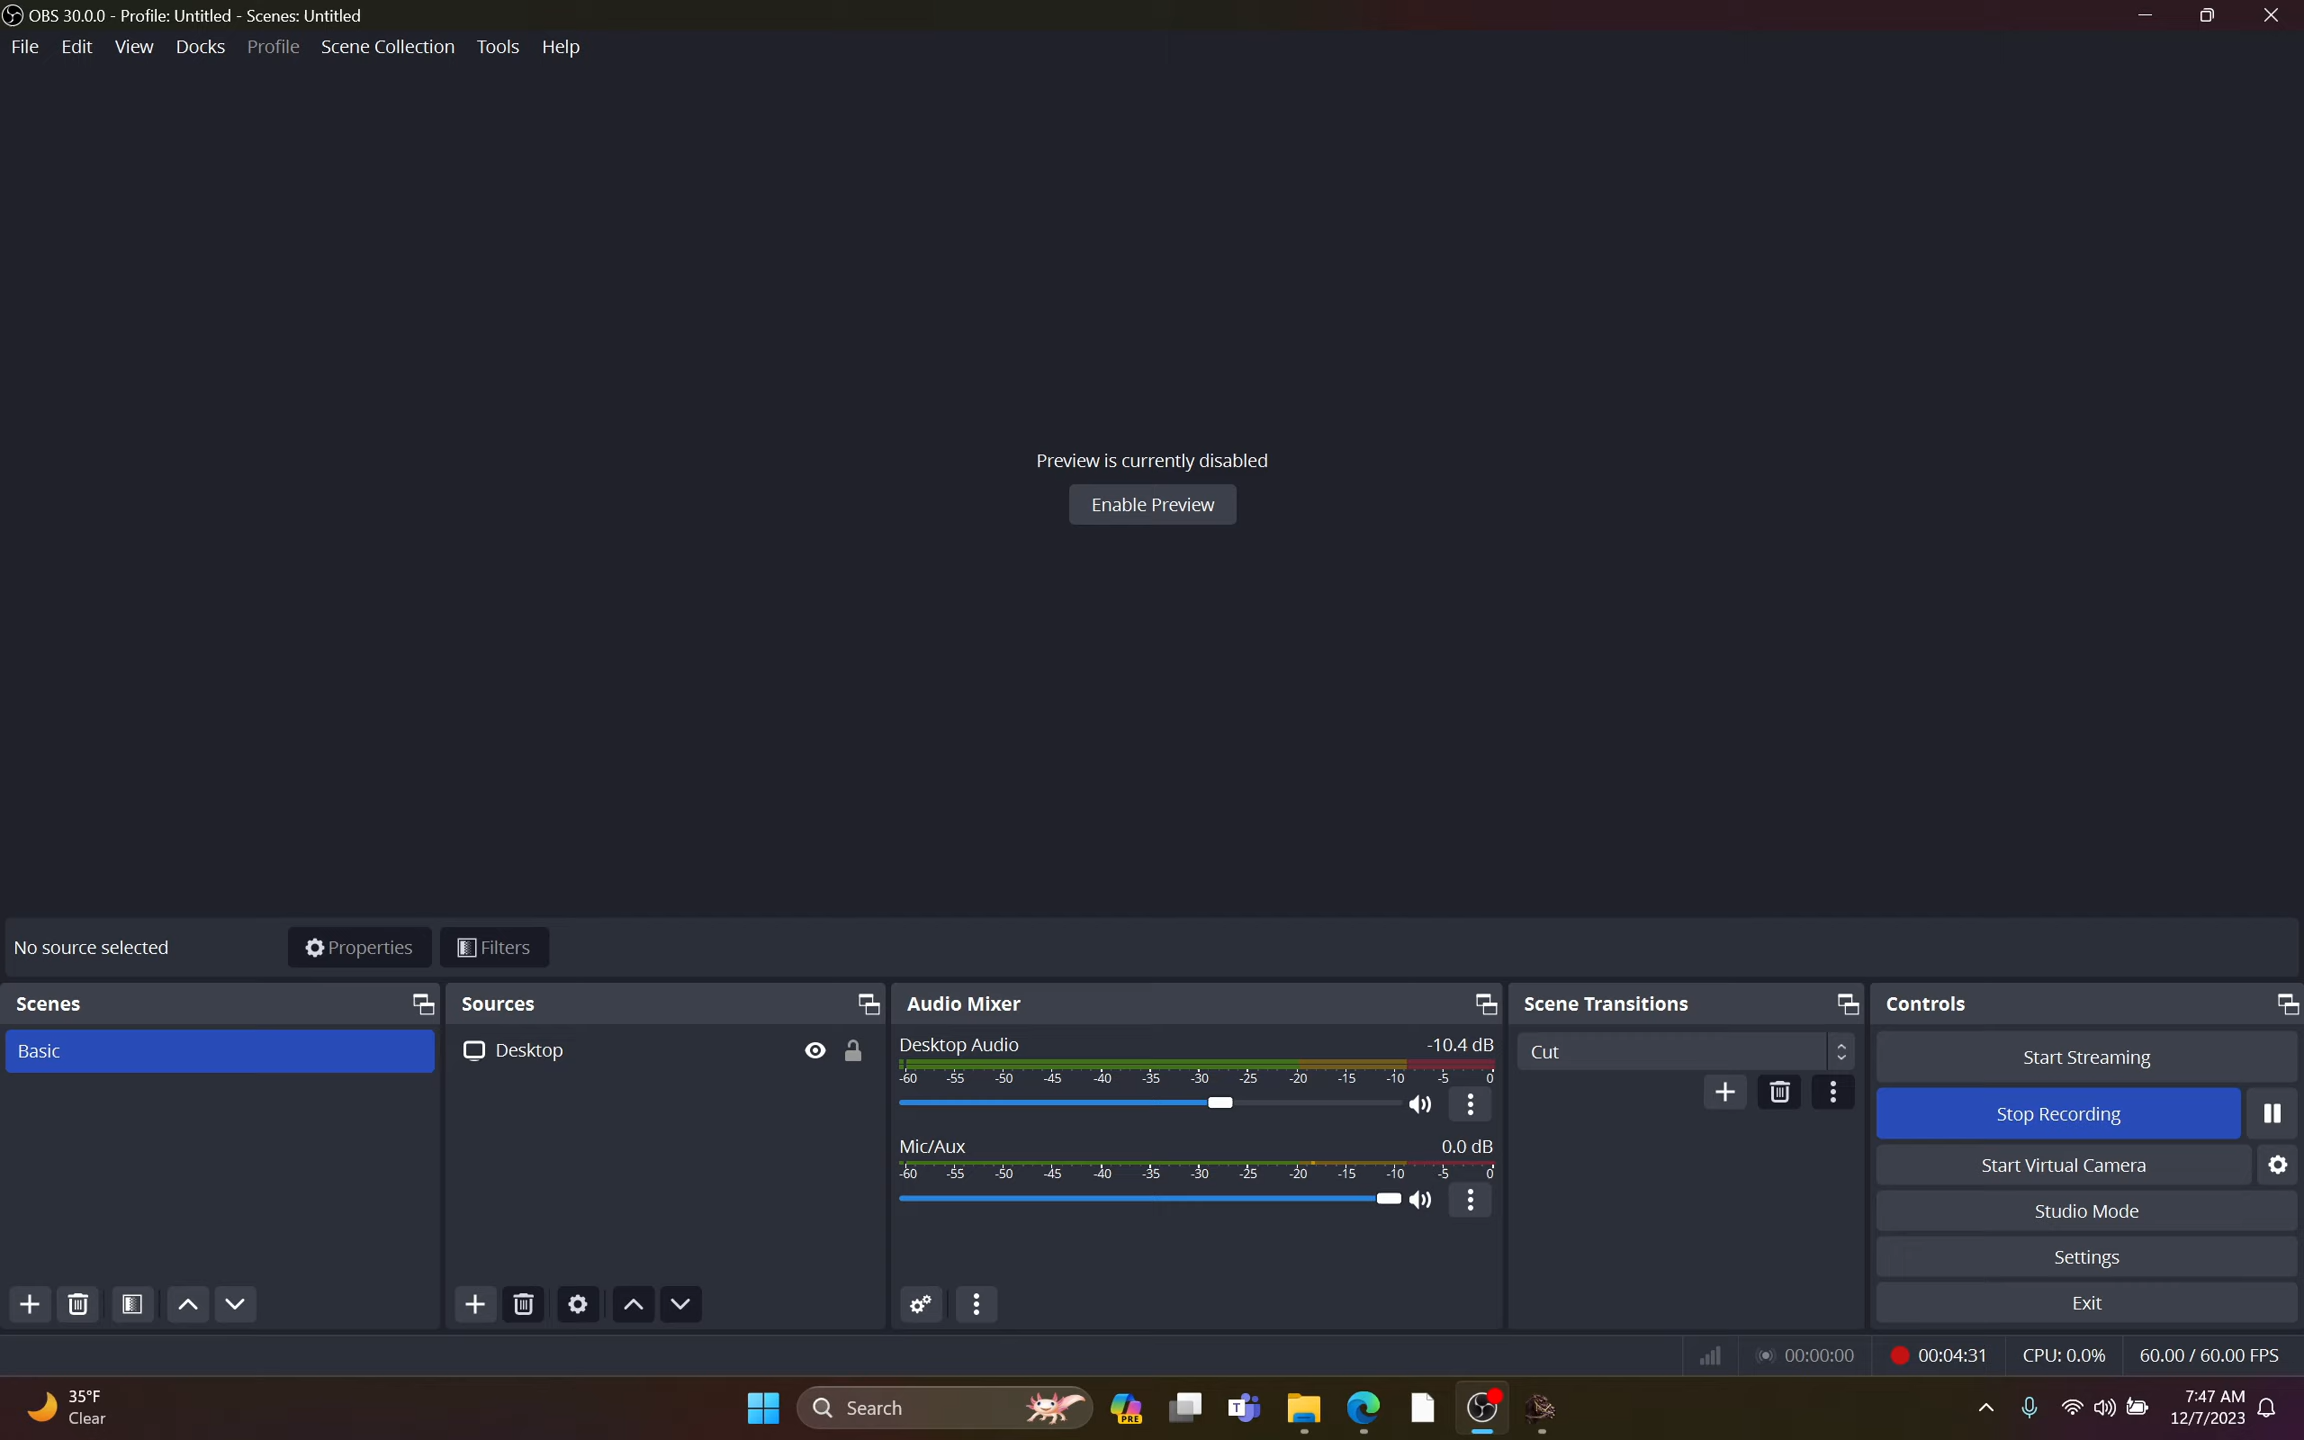 OBS 30.0.0 - Profile: Untitled - Scenes: Untitled
File Edit View Docks Profile Scene Collection Tools Help
Preview is currently disabled
Enable Preview
No source selected Properties Filters
Scenes
Basic
Sources
Desktop
Audio Mixer
Desktop Audio -10.4 dB
-60 -55 -50 -45 -40 -35 -30 -25 -20 -15 -10 -5 0
Mic/Aux 0.0 dB
-60 -55 -50 -45 -40 -35 -30 -25 -20 -15 -10 -5 0
Scene Transitions
Cut
Controls
Start Streaming
Stop Recording
Start Virtual Camera
Studio Mode
Settings
Exit
00:00:00 00:04:31 CPU: 0.0% 60.00 / 60.00 FPS
35°F
Clear
Search
PRE
T
7:47 AM
12/7/2023